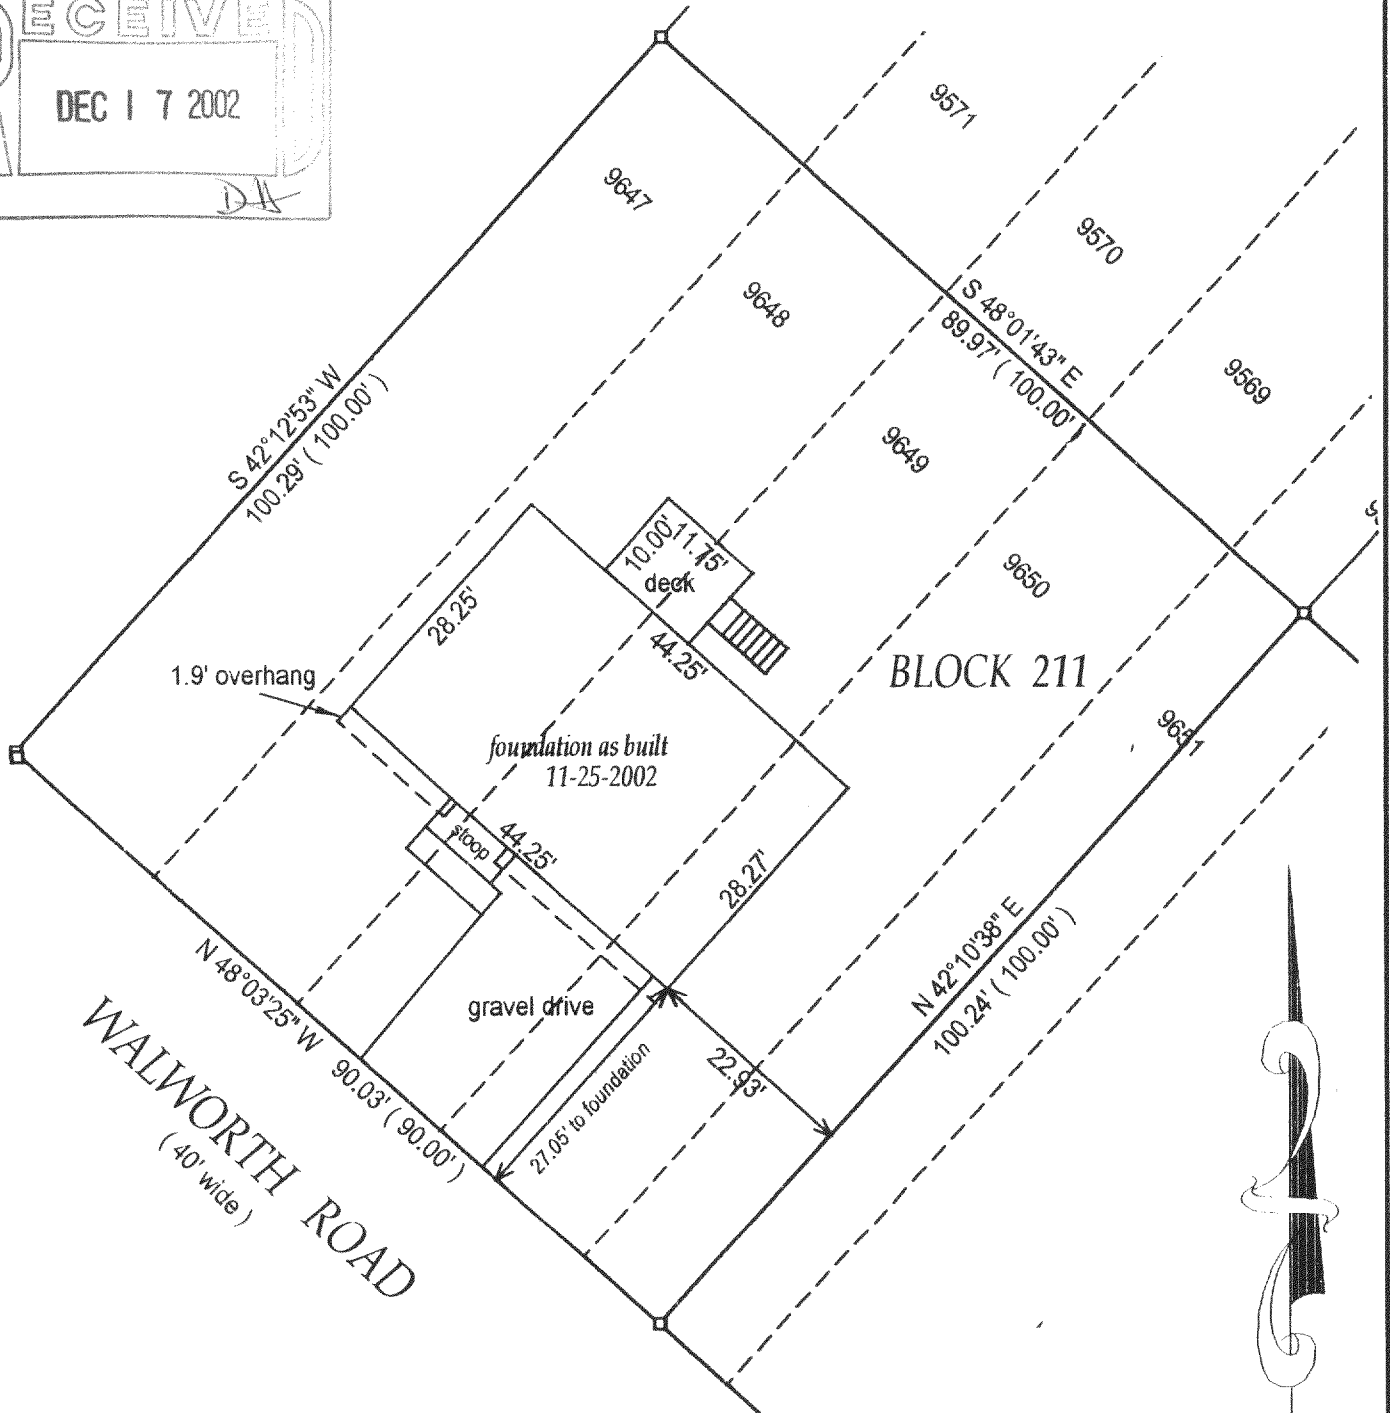 ECEIVE
DEC 17 2002
DH
9571
9647
9570
9648
S 48°01'43" E
89.97' ( 100.00' )
9569
S 42°12'53" W
100.29' ( 100.00' )
9649
10.00'
11.75'
deck
9650
28.25'
44.25'
BLOCK 211
1.9' overhang
9651
foundation as built
11-25-2002
stoop
44.25'
28.27'
N 42°10'38" E
100.24' ( 100.00' )
gravel drive
N 48°03'25" W 90.03' ( 90.00' )
27.05' to foundation
22.93'
WALWORTH ROAD
( 40' wide )